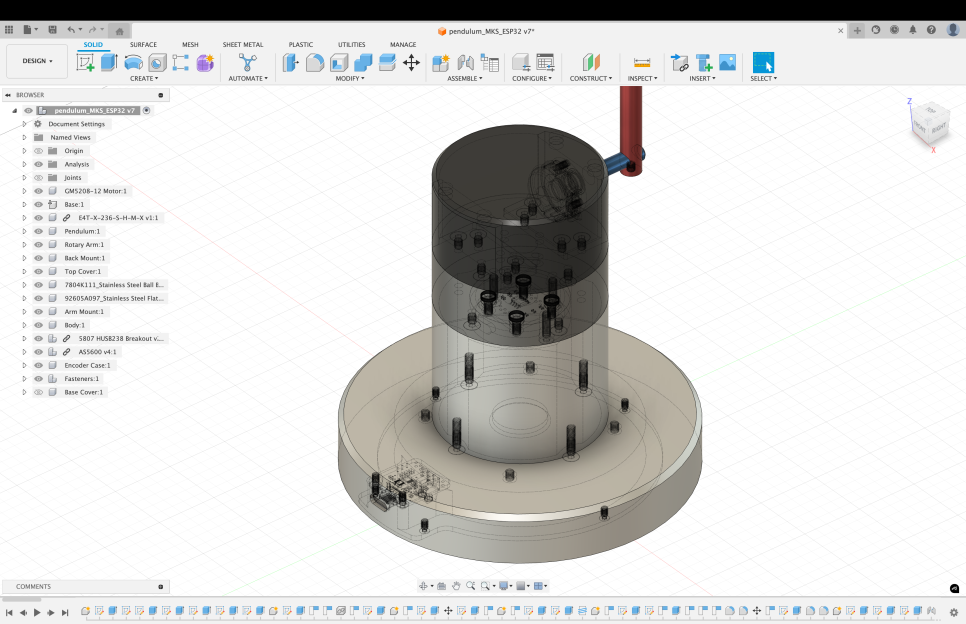 pendulum_MKS_ESP32 v7*
SOLID SURFACE MESH SHEET METAL PLASTIC UTILITIES MANAGE
DESIGN
CREATE AUTOMATE MODIFY ASSEMBLE CONFIGURE CONSTRUCT INSPECT INSERT SELECT
BROWSER
pendulum_MKS_ESP32 v7
Document Settings
Named Views
Origin
Analysis
Joints
GM5208-12 Motor:1
Base:1
E4T-X-236-S-H-M-X v1:1
Pendulum:1
Rotary Arm:1
Back Mount:1
Top Cover:1
7804K111_Stainless Steel Ball B...
92605A097_Stainless Steel Flat...
Arm Mount:1
Body:1
5807 HUSB238 Breakout v...
AS5600 v4:1
Encoder Case:1
Fasteners:1
Base Cover:1
Z
RIGHT
X
COMMENTS